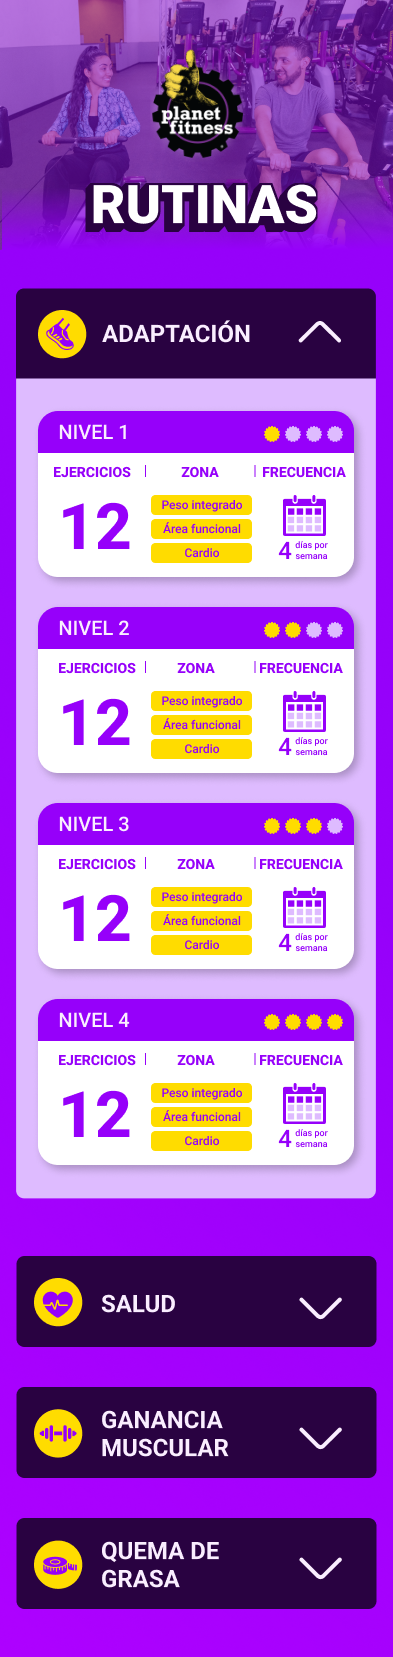 planet
fitness
RUTINAS
ADAPTACIÓN
NIVEL 1
EJERCICIOS | ZONA | FRECUENCIA
12
Peso integrado
Área funcional
Cardio
4 días por
semana
NIVEL 2
EJERCICIOS | ZONA | FRECUENCIA
12
Peso integrado
Área funcional
Cardio
4 días por
semana
NIVEL 3
EJERCICIOS | ZONA | FRECUENCIA
12
Peso integrado
Área funcional
Cardio
4 días por
semana
NIVEL 4
EJERCICIOS | ZONA | FRECUENCIA
12
Peso integrado
Área funcional
Cardio
4 días por
semana
SALUD
GANANCIA
MUSCULAR
QUEMA DE
GRASA